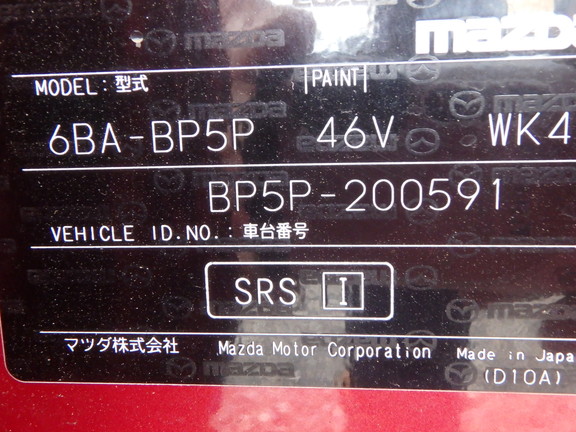 mazda
MODEL:型式 |PAINT|
6BA-BP5P 46V WK4
BP5P-200591
VEHICLE ID.NO.:車台番号
SRS I
マツダ株式会社 Mazda Motor Corporation Made in Japa
(D10A)